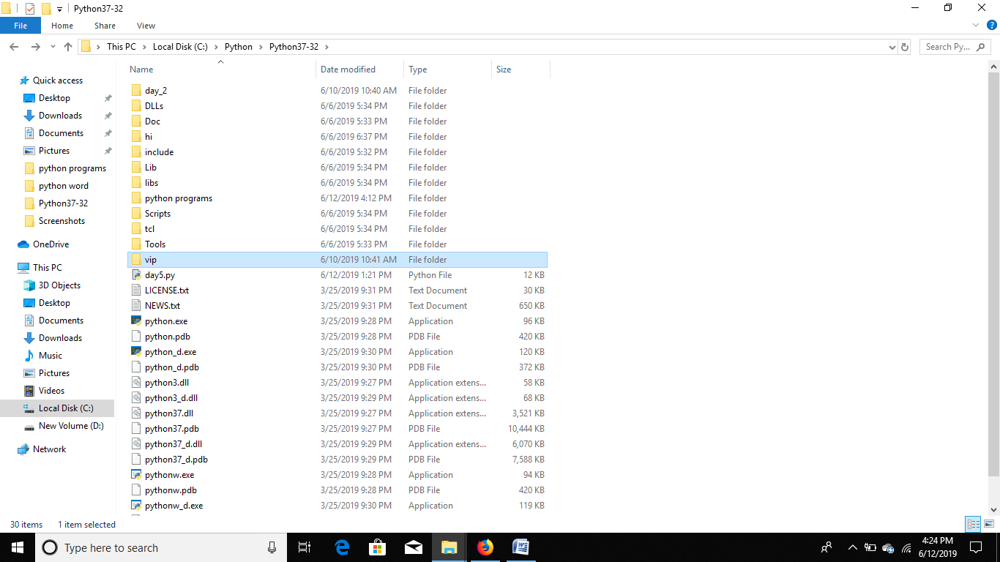 Python37-32
File Home Share View
This PC Local Disk (C:) Python Python37-32 Search Py...
Name Date modified Type Size
Quick access
Desktop
Downloads
Documents
Pictures
python programs
python word
Python37-32
Screenshots
OneDrive
This PC
3D Objects
Desktop
Documents
Downloads
Music
Pictures
Videos
Local Disk (C:)
New Volume (D:)
Network
day_2 6/10/2019 10:40 AM File folder
DLLs 6/6/2019 5:34 PM File folder
Doc 6/6/2019 5:33 PM File folder
hi 6/6/2019 6:37 PM File folder
include 6/6/2019 5:32 PM File folder
Lib 6/6/2019 5:34 PM File folder
libs 6/6/2019 5:34 PM File folder
python programs 6/12/2019 4:12 PM File folder
Scripts 6/6/2019 5:34 PM File folder
tcl 6/6/2019 5:34 PM File folder
Tools 6/6/2019 5:33 PM File folder
vip 6/10/2019 10:41 AM File folder
day5.py 6/12/2019 1:21 PM Python File 12 KB
LICENSE.txt 3/25/2019 9:31 PM Text Document 30 KB
NEWS.txt 3/25/2019 9:31 PM Text Document 650 KB
python.exe 3/25/2019 9:28 PM Application 96 KB
python.pdb 3/25/2019 9:28 PM PDB File 420 KB
python_d.exe 3/25/2019 9:30 PM Application 120 KB
python_d.pdb 3/25/2019 9:30 PM PDB File 372 KB
python3.dll 3/25/2019 9:27 PM Application extens... 58 KB
python3_d.dll 3/25/2019 9:29 PM Application extens... 68 KB
python37.dll 3/25/2019 9:27 PM Application extens... 3,521 KB
python37.pdb 3/25/2019 9:27 PM PDB File 10,444 KB
python37_d.dll 3/25/2019 9:29 PM Application extens... 6,070 KB
python37_d.pdb 3/25/2019 9:29 PM PDB File 7,588 KB
pythonw.exe 3/25/2019 9:28 PM Application 94 KB
pythonw.pdb 3/25/2019 9:28 PM PDB File 420 KB
pythonw_d.exe 3/25/2019 9:30 PM Application 119 KB
30 items 1 item selected
Type here to search
4:24 PM
6/12/2019